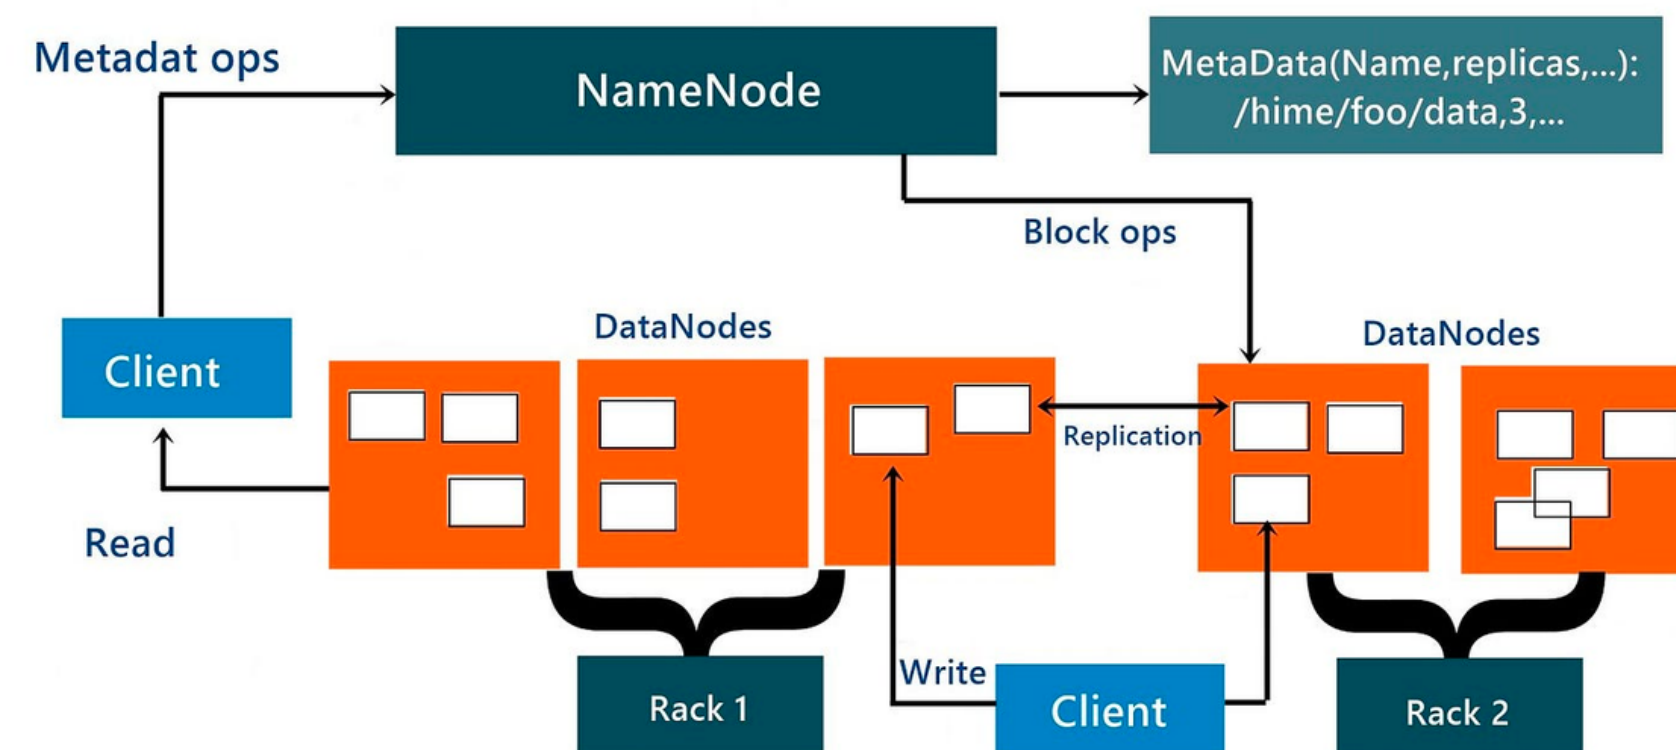 Metadat ops
NameNode
MetaData(Name,replicas,...):
/hime/foo/data,3,...
Block ops
Client
DataNodes
DataNodes
Replication
Read
Write
Rack 1
Client
Rack 2